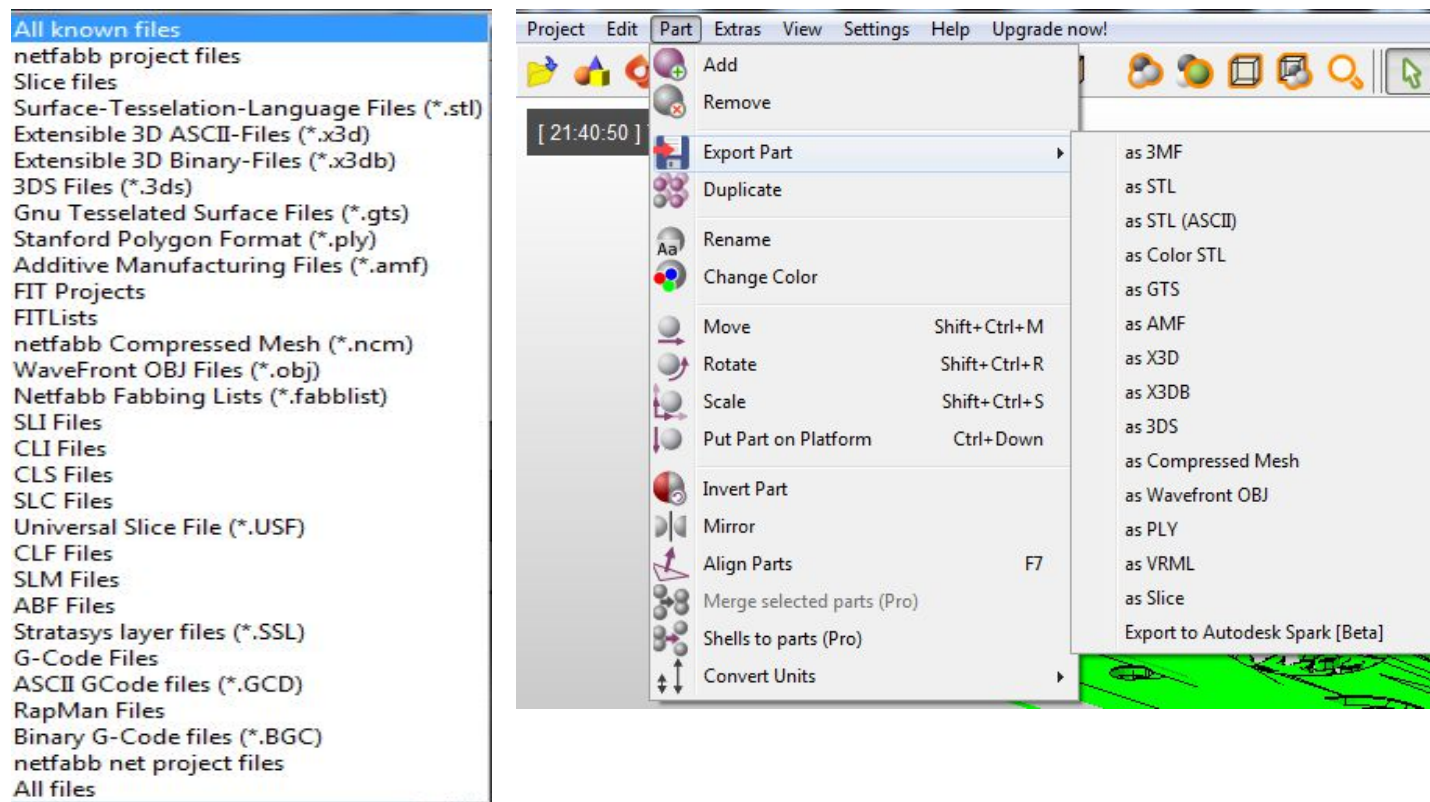 All known files
netfabb project files
Slice files
Surface-Tesselation-Language Files (*.stl)
Extensible 3D ASCII-Files (*.x3d)
Extensible 3D Binary-Files (*.x3db)
3DS Files (*.3ds)
Gnu Tesselated Surface Files (*.gts)
Stanford Polygon Format (*.ply)
Additive Manufacturing Files (*.amf)
FIT Projects
FITLists
netfabb Compressed Mesh (*.ncm)
WaveFront OBJ Files (*.obj)
Netfabb Fabbing Lists (*.fabblist)
SLI Files
CLI Files
CLS Files
SLC Files
Universal Slice File (*.USF)
CLF Files
SLM Files
ABF Files
Stratasys layer files (*.SSL)
G-Code Files
ASCII GCode files (*.GCD)
RapMan Files
Binary G-Code files (*.BGC)
netfabb net project files
All files
Project Edit Part Extras View Settings Help Upgrade now!
[ 21:40:50 ]
Add
Remove
Export Part
Duplicate
Aa Rename
Change Color
Move Shift+Ctrl+M
Rotate Shift+Ctrl+R
Scale Shift+Ctrl+S
Put Part on Platform Ctrl+Down
Invert Part
Mirror
Align Parts F7
Merge selected parts (Pro)
Shells to parts (Pro)
Convert Units
as 3MF
as STL
as STL (ASCII)
as Color STL
as GTS
as AMF
as X3D
as X3DB
as 3DS
as Compressed Mesh
as Wavefront OBJ
as PLY
as VRML
as Slice
Export to Autodesk Spark [Beta]